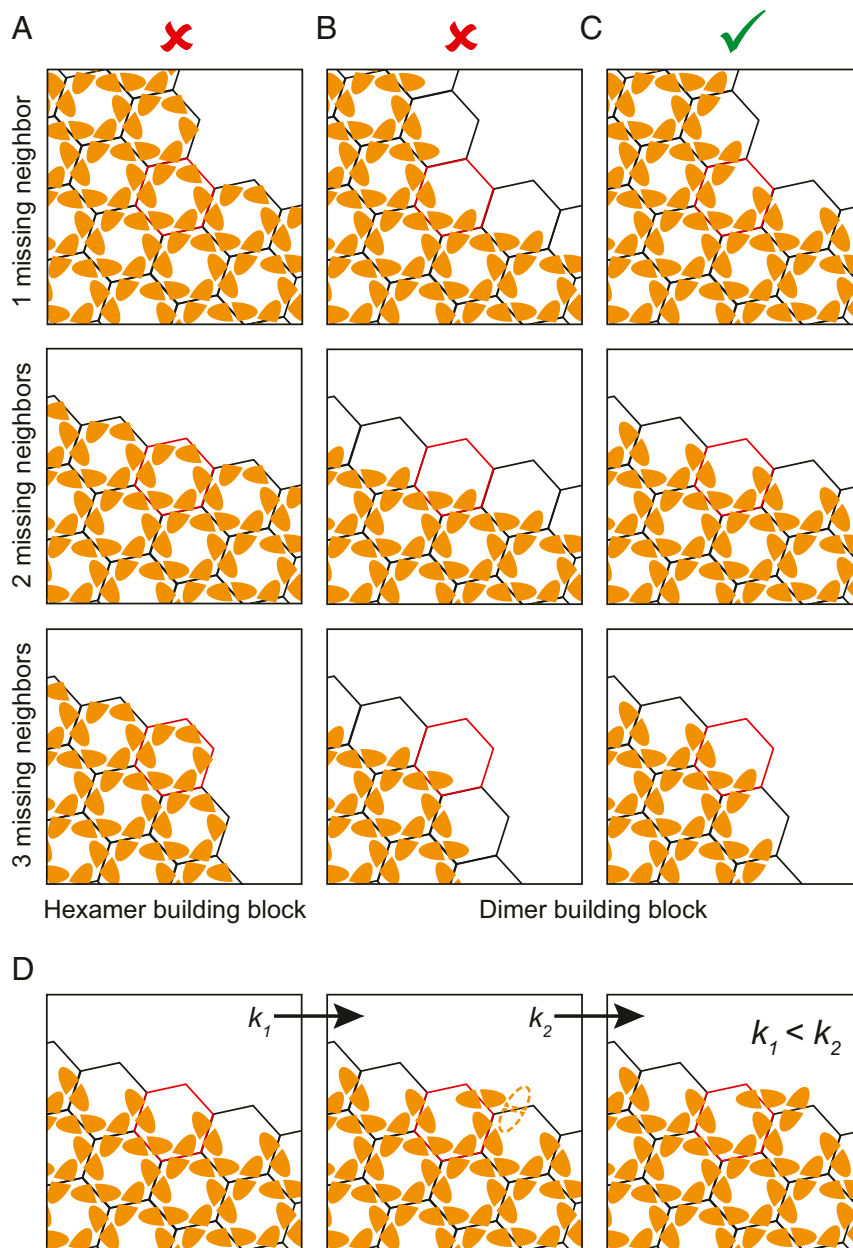 A
B
C
1 missing neighbor
2 missing neighbors
3 missing neighbors
Hexamer building block
Dimer building block
D
k1
k2
k1 < k2